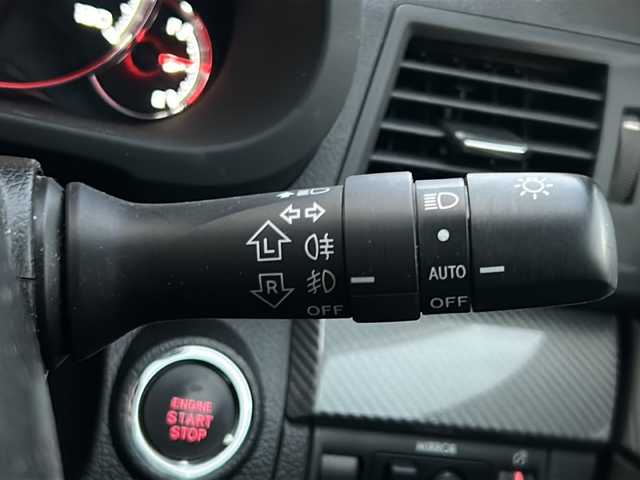 L
R
OFF
AUTO
OFF
ENGINE
START
STOP
MIRROR